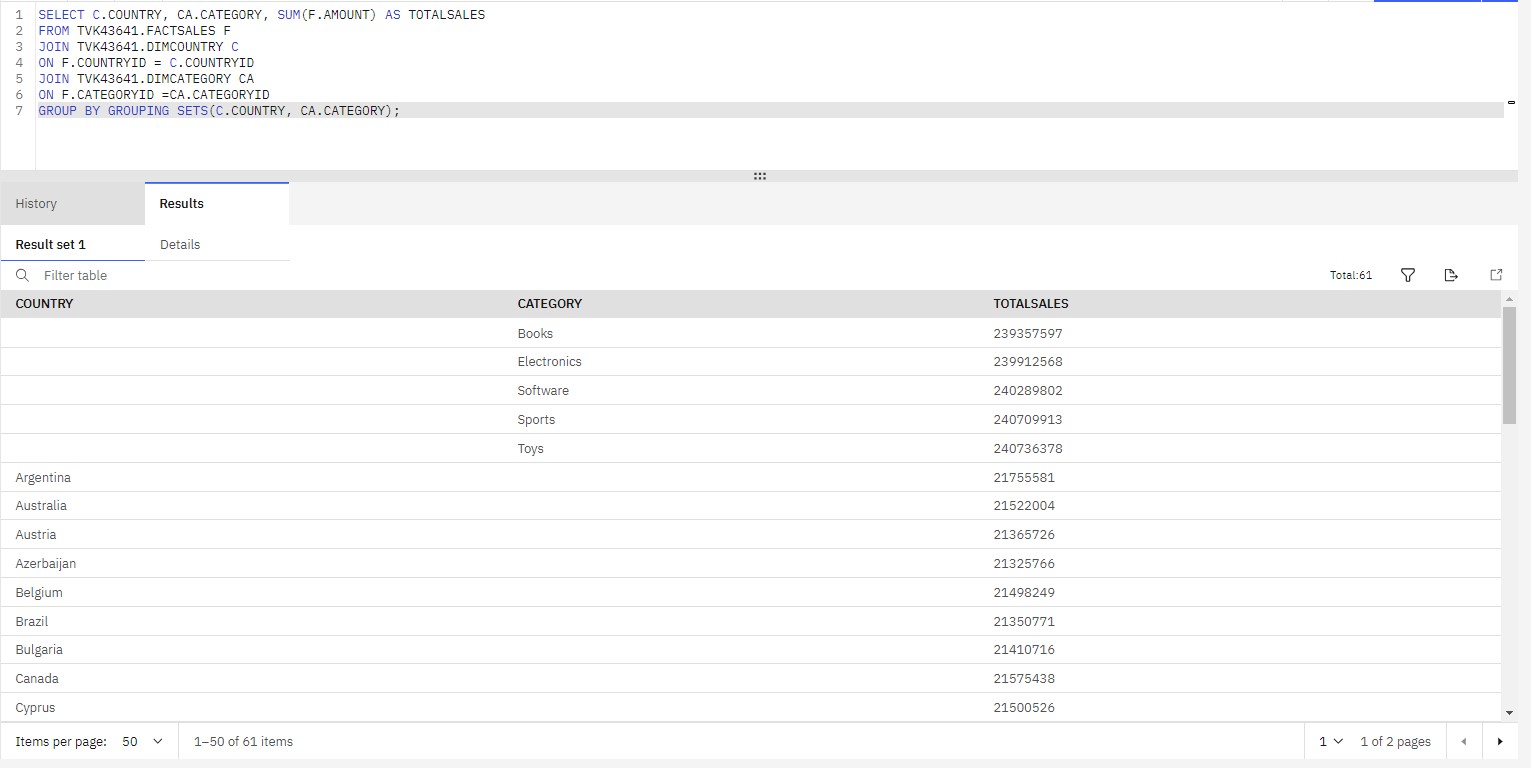 1 SELECT C.COUNTRY, CA.CATEGORY, SUM(F.AMOUNT) AS TOTALSALES
2 FROM TVK43641.FACTSALES F
3 JOIN TVK43641.DIMCOUNTRY C
4 ON F.COUNTRYID = C.COUNTRYID
5 JOIN TVK43641.DIMCATEGORY CA
6 ON F.CATEGORYID =CA.CATEGORYID
7 GROUP BY GROUPING SETS(C.COUNTRY, CA.CATEGORY);
History Results
Result set 1 Details
Filter table Total:61
COUNTRY CATEGORY TOTALSALES
Books 239357597
Electronics 239912568
Software 240289802
Sports 240709913
Toys 240736378
Argentina 21755581
Australia 21522004
Austria 21365726
Azerbaijan 21325766
Belgium 21498249
Brazil 21350771
Bulgaria 21410716
Canada 21575438
Cyprus 21500526
Items per page: 50 1–50 of 61 items 1 1 of 2 pages